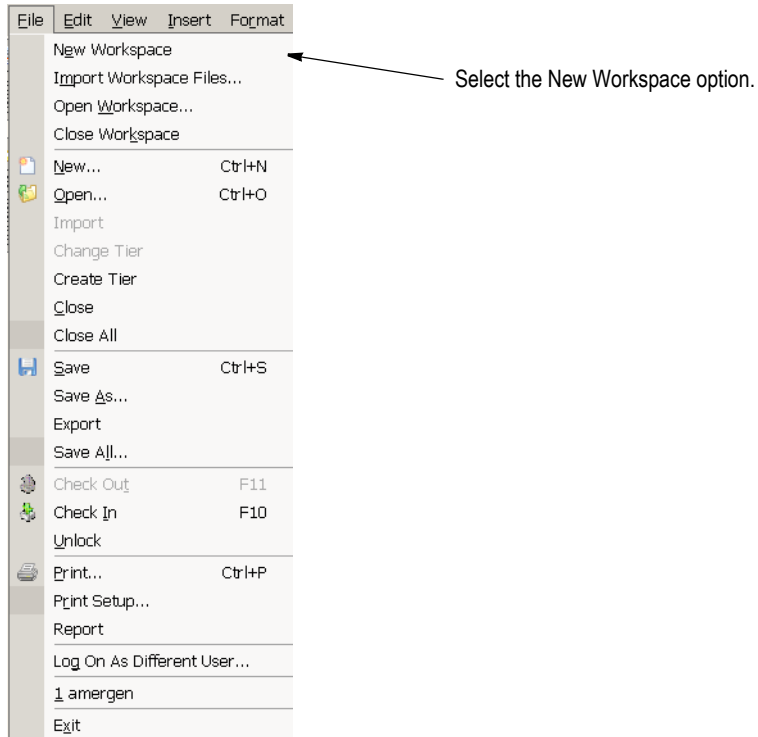 File Edit View Insert Format
New Workspace
Select the New Workspace option.
Import Workspace Files...
Open Workspace...
Close Workspace
New... Ctrl+N
Open... Ctrl+O
Import
Change Tier
Create Tier
Close
Close All
Save Ctrl+S
Save As...
Export
Save All...
Check Out F11
Check In F10
Unlock
Print... Ctrl+P
Print Setup...
Report
Log On As Different User...
1 amergen
Exit